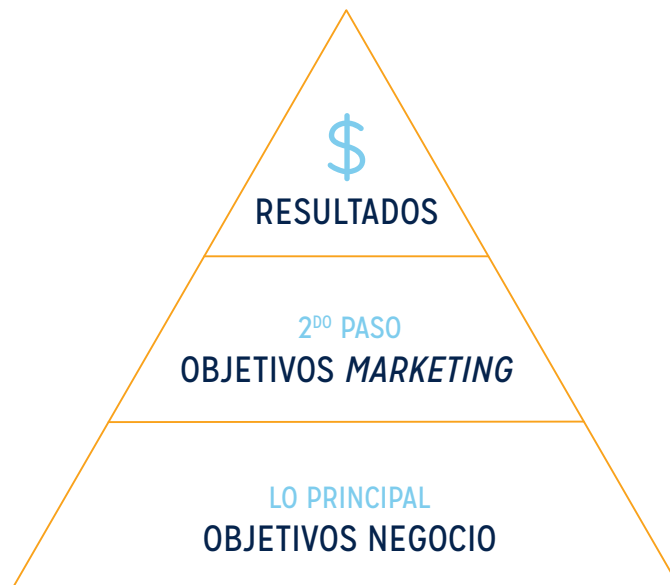 $
RESULTADOS
2DO PASO
OBJETIVOS MARKETING
LO PRINCIPAL
OBJETIVOS NEGOCIO